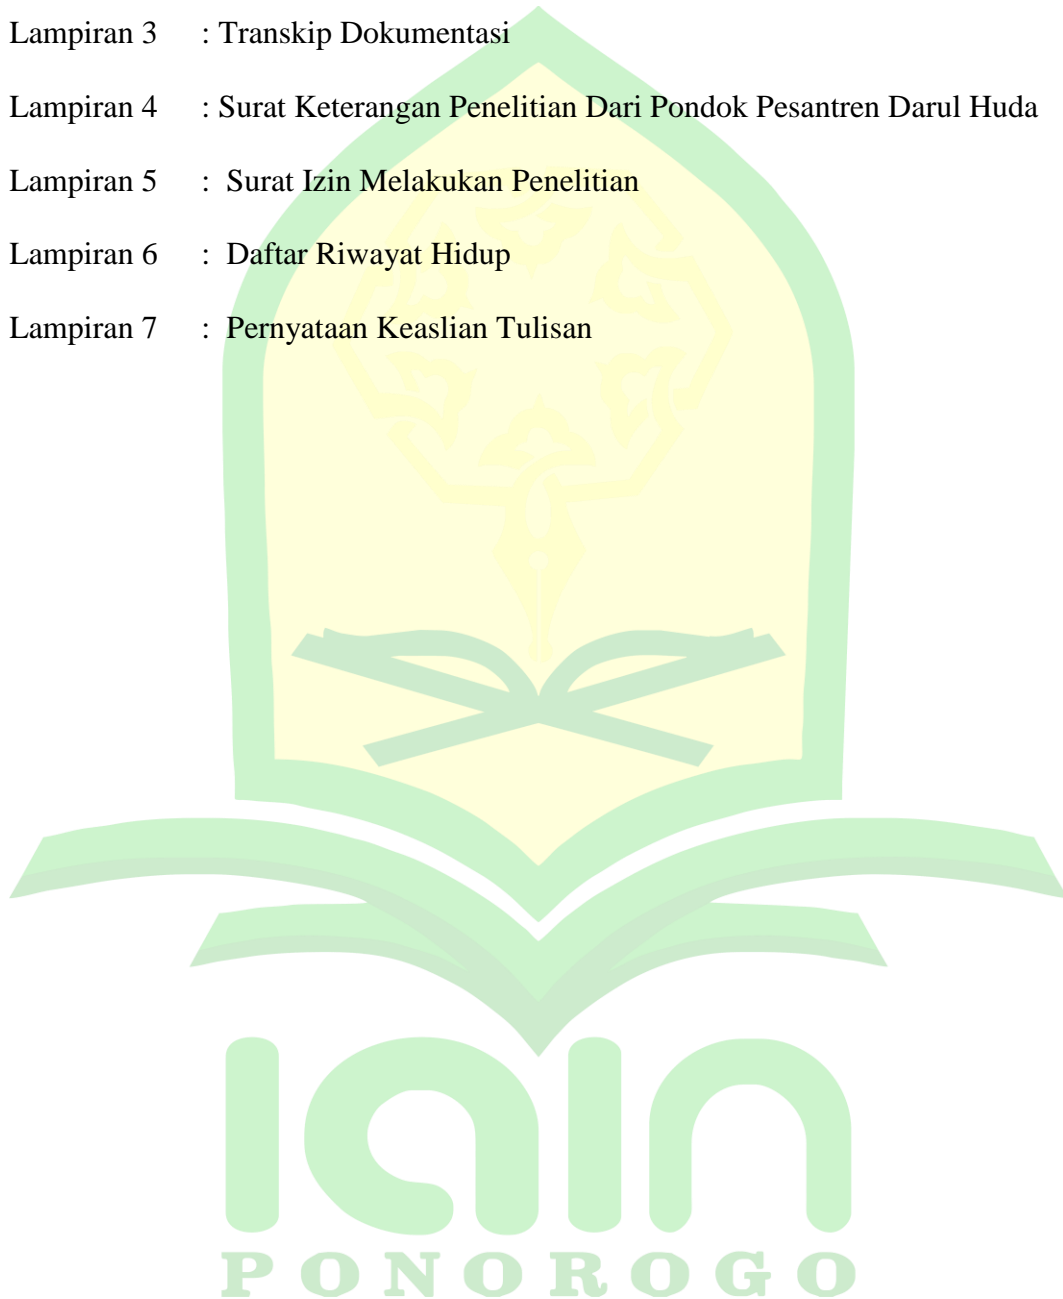 Lampiran 3 : Transkip Dokumentasi
Lampiran 4 : Surat Keterangan Penelitian Dari Pondok Pesantren Darul Huda
Lampiran 5 : Surat Izin Melakukan Penelitian
Lampiran 6 : Daftar Riwayat Hidup
Lampiran 7 : Pernyataan Keaslian Tulisan
iain
PONOROGO